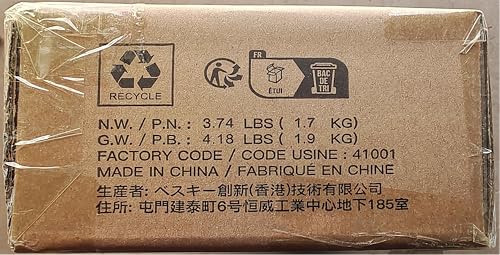 FR
BAC
DE
TRI
ÉTUI
RECYCLE
N.W. / P.N. : 3.74 LBS ( 1.7 KG)
G.W. / P.B. : 4.18 LBS ( 1.9 KG)
FACTORY CODE / CODE USINE : 41001
MADE IN CHINA / FABRIQUÉ EN CHINE
生産者: ベスキー創新(香港)技術有限公司
住所: 屯門建泰町6号恒威工業中心地下185室